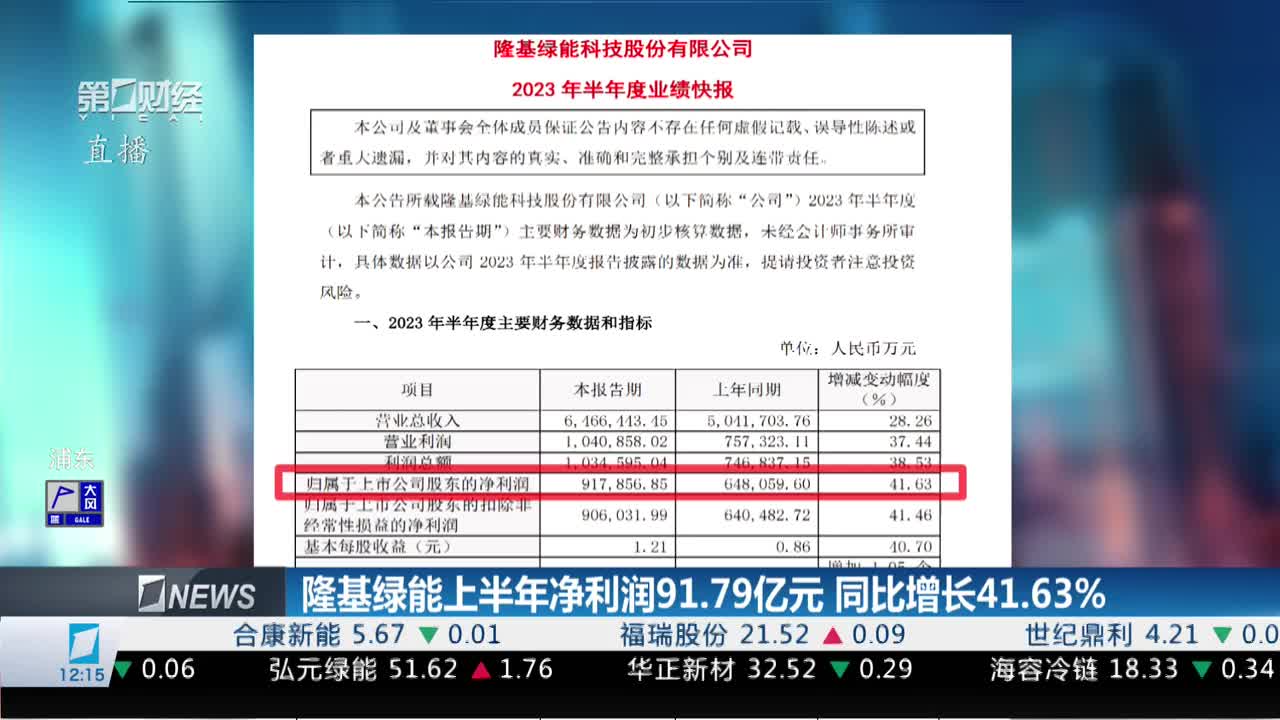 隆基绿能科技股份有限公司
2023 年半年度业绩快报
本公司及董事会全体成员保证公告内容不存在任何虚假记载、误导性陈述或
者重大遗漏，并对其内容的真实、准确和完整承担个别及连带责任。
本公告所载隆基绿能科技股份有限公司（以下简称“公司”）2023 年半年度
（以下简称“本报告期”）主要财务数据为初步核算数据，未经会计师事务所审
计，具体数据以公司 2023 年半年度报告披露的数据为准，提请投资者注意投资
风险。
一、2023 年半年度主要财务数据和指标
单位：人民币万元
项目 本报告期 上年同期 增减变动幅度（%）
营业总收入 6,466,443.45 5,041,703.76 28.26
营业利润 1,040,858.02 757,323.11 37.44
利润总额 1,034,595.04 746,837.15 38.53
归属于上市公司股东的净利润 917,856.85 648,059.60 41.63
归属于上市公司股东的扣除非
经常性损益的净利润 906,031.99 640,482.72 41.46
基本每股收益（元） 1.21 0.86 40.70
第一财经
YICAI
直播
浦东
大风
蓝 GALE
NEWS
隆基绿能上半年净利润91.79亿元 同比增长41.63%
合康新能 5.67 ▼ 0.01 福瑞股份 21.52 ▲ 0.09 世纪鼎利 4.21 ▼ 0.0
12:15
▼ 0.06 弘元绿能 51.62 ▲ 1.76 华正新材 32.52 ▼ 0.29 海容冷链 18.33 ▼ 0.34